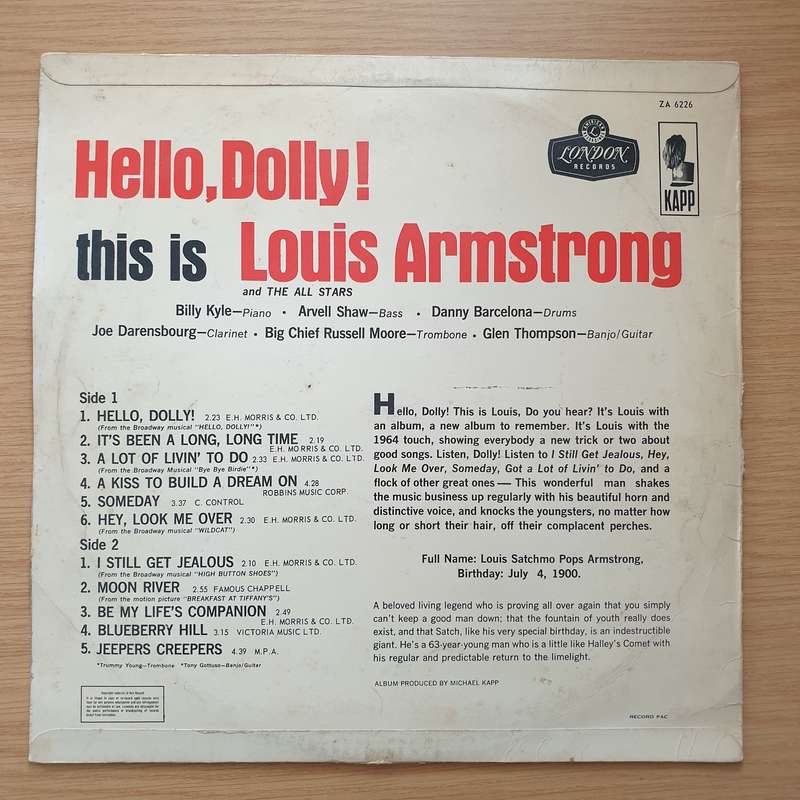 ZA 6226
AMERICAN
L
LONDON
RECORDS
KAPP
Hello, Dolly!
this is Louis Armstrong
and THE ALL STARS
Billy Kyle—Piano • Arvell Shaw—Bass • Danny Barcelona—Drums
Joe Darensbourg—Clarinet • Big Chief Russell Moore—Trombone • Glen Thompson—Banjo/Guitar
Side 1
1. HELLO, DOLLY! 2.23 E.H. MORRIS & CO. LTD.
(From the Broadway musical "HELLO, DOLLY!"*)
2. IT'S BEEN A LONG, LONG TIME 2.19
E.H. MORRIS & CO. LTD.
3. A LOT OF LIVIN' TO DO 2.33 E.H. MORRIS & CO. LTD.
(From the Broadway Musical "Bye Bye Birdie"*)
4. A KISS TO BUILD A DREAM ON 4.28
ROBBINS MUSIC CORP
5. SOMEDAY 3.37 C. CONTROL
6. HEY, LOOK ME OVER 2.30 E.H. MORRIS & CO. LTD.
(From the Broadway musical "WILDCAT")
Side 2
1. I STILL GET JEALOUS 2.10 E.H. MORRIS & CO. LTD.
(From the Broadway musical "HIGH BUTTON SHOES")
2. MOON RIVER 2.55 FAMOUS CHAPPELL
(From the motion picture "BREAKFAST AT TIFFANY'S")
3. BE MY LIFE'S COMPANION 2.49
E.H. MORRIS & CO. LTD.
4. BLUEBERRY HILL 3.15 VICTORIA MUSIC LTD.
5. JEEPERS CREEPERS 4.39 M.P.A.
*Trummy Young—Trombone *Tony Gottuso—Banjo/Guitar
Hello, Dolly! This is Louis, Do you hear? It's Louis with
an album, a new album to remember. It's Louis with the
1964 touch, showing everybody a new trick or two about
good songs. Listen, Dolly! Listen to I Still Get Jealous, Hey,
Look Me Over, Someday, Got a Lot of Livin' to Do, and a
flock of other great ones — This wonderful man shakes
the music business up regularly with his beautiful horn and
distinctive voice, and knocks the youngsters, no matter how
long or short their hair, off their complacent perches.
Full Name: Louis Satchmo Pops Armstrong,
Birthday: July 4, 1900.
A beloved living legend who is proving all over again that you simply
can't keep a good man down; that the fountain of youth really does
exist, and that Satch, like his very special birthday, is an indestructible
giant. He's a 63-year-young man who is a little like Halley's Comet with
his regular and predictable return to the limelight.
ALBUM PRODUCED BY MICHAEL KAPP
RECORD PAC